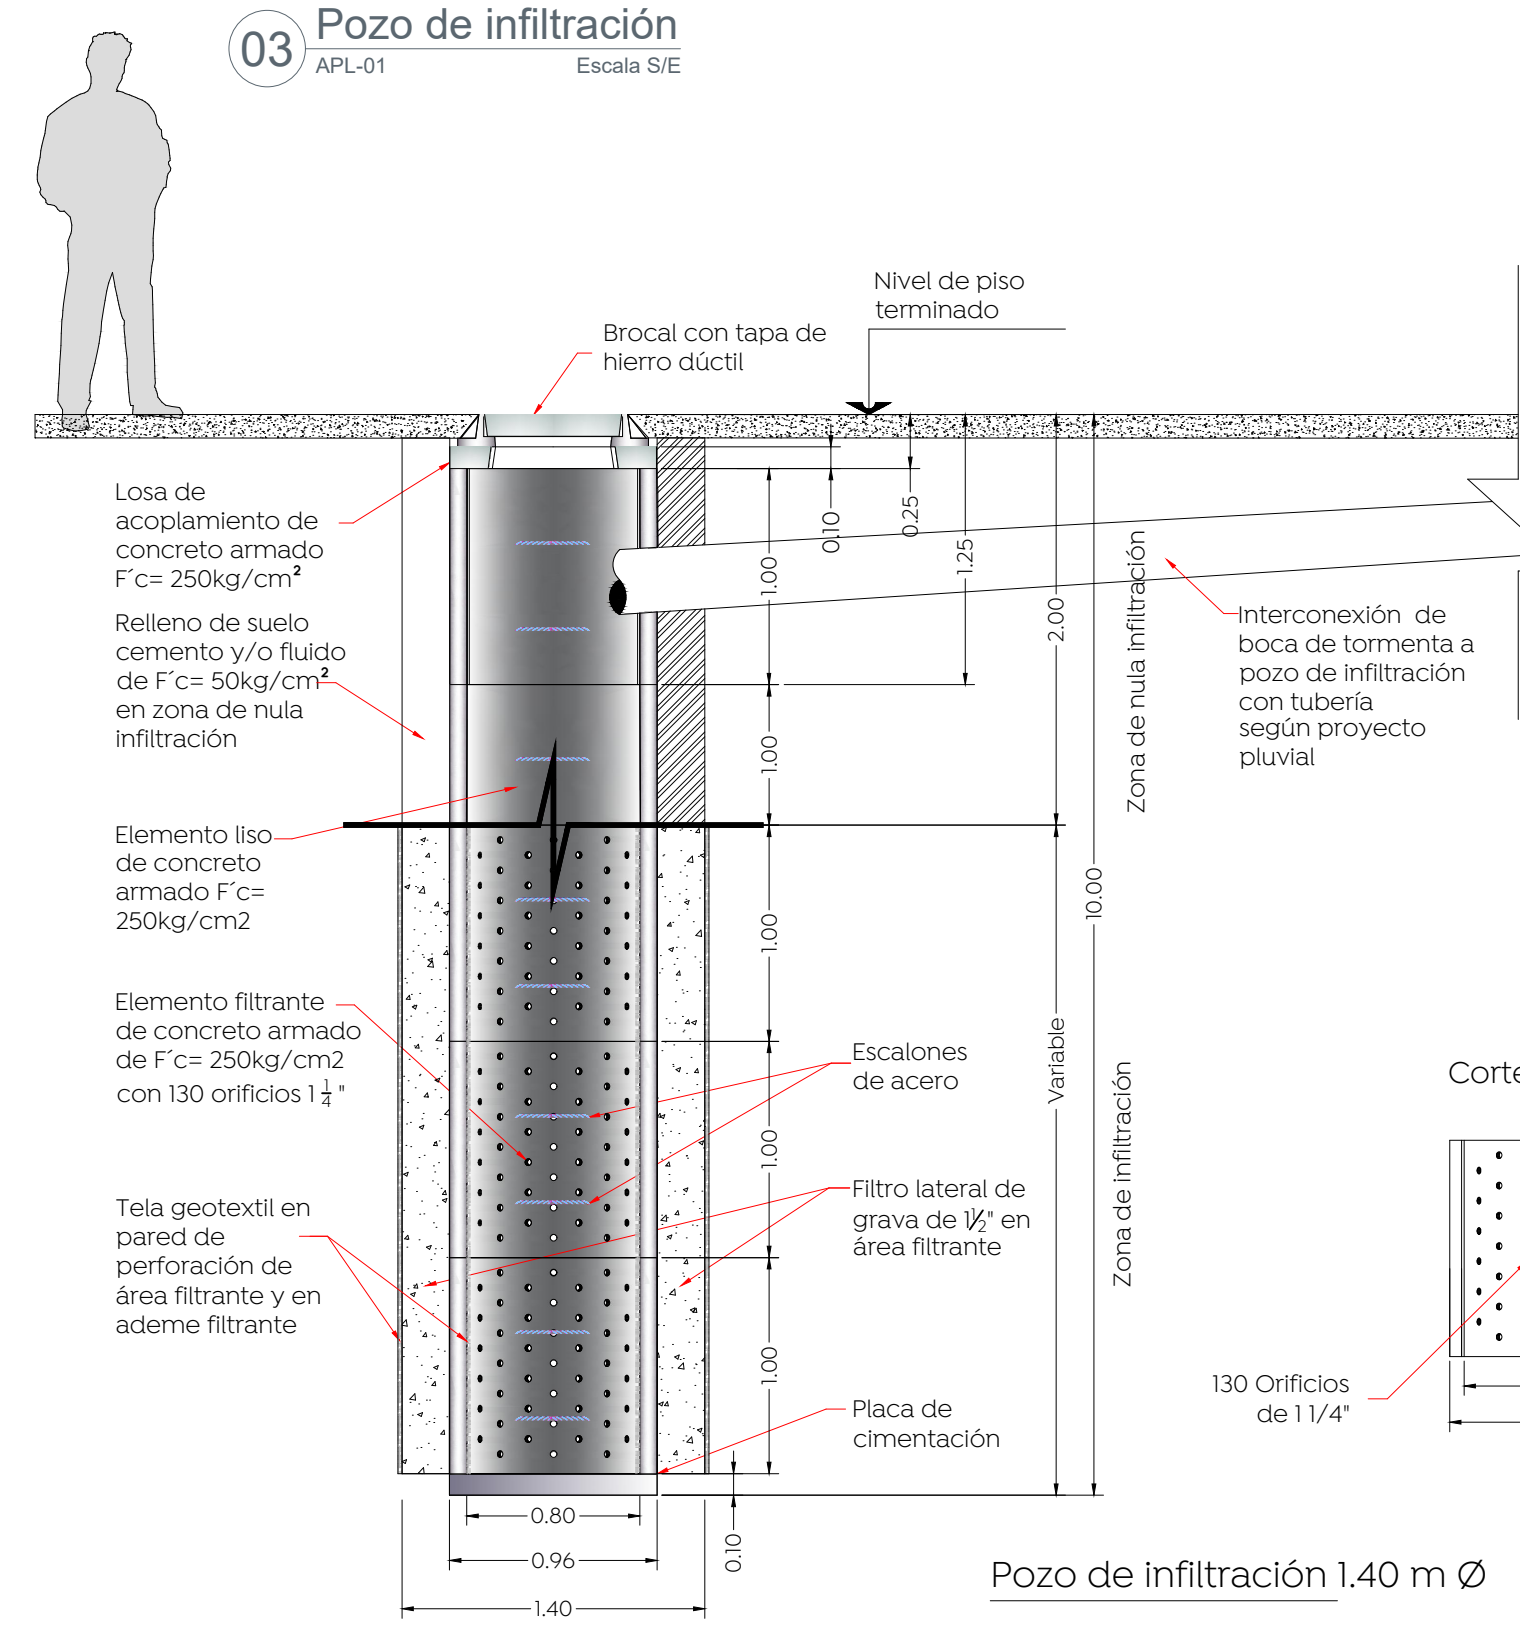 03
Pozo de infiltración
APL-01 Escala S/E
Nivel de piso
terminado
Brocal con tapa de
hierro dúctil
Losa de
acoplamiento de
concreto armado
F´c= 250kg/cm²
Relleno de suelo
cemento y/o fluido
de F´c= 50kg/cm²
en zona de nula
infiltración
Elemento liso
de concreto
armado F´c=
250kg/cm2
Elemento filtrante
de concreto armado
de F´c= 250kg/cm2
con 130 orificios 1 1/4 "
Tela geotextil en
pared de
perforación de
área filtrante y en
ademe filtrante
0.10
0.25
1.25
1.00
1.00
1.00
1.00
1.00
2.00
Variable
10.00
Zona de nula infiltración
Zona de infiltración
Interconexión de
boca de tormenta a
pozo de infiltración
con tubería
según proyecto
pluvial
Escalones
de acero
Filtro lateral de
grava de 1½" en
área filtrante
Placa de
cimentación
Corte
130 Orificios
de 1 1/4"
0.80
0.96
1.40
0.10
Pozo de infiltración 1.40 m Ø